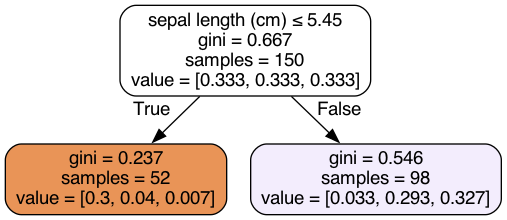 sepal length (cm) ≤ 5.45
gini = 0.667
samples = 150
value = [0.333, 0.333, 0.333]
True
False
gini = 0.237
samples = 52
value = [0.3, 0.04, 0.007]
gini = 0.546
samples = 98
value = [0.033, 0.293, 0.327]